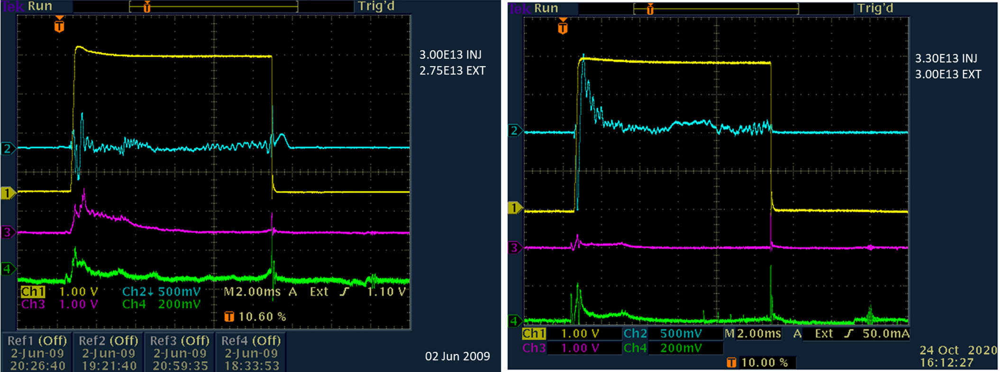 Tek Run Trig'd
T
T
3.00E13 INJ
2.75E13 EXT
2
1
3
4
Ch1 1.00 V Ch2↓ 500mV M2.00ms A Ext ƒ 1.10 V
Ch3 1.00 V Ch4 200mV
T 10.60 %
Ref1 (Off) Ref2 (Off) Ref3 (Off) Ref4 (Off)
2-Jun-09 2-Jun-09 2-Jun-09 2-Jun-09
20:26:40 19:21:40 20:59:35 18:33:53
02 Jun 2009
Tek Run Trig'd
T
T
3.30E13 INJ
3.00E13 EXT
2
1
3
4
Ch1 1.00 V Ch2 500mV M2.00ms A Ext ƒ 50.0mA
Ch3 1.00 V Ch4 200mV
T 10.00 %
24 Oct 2020
16:12:27